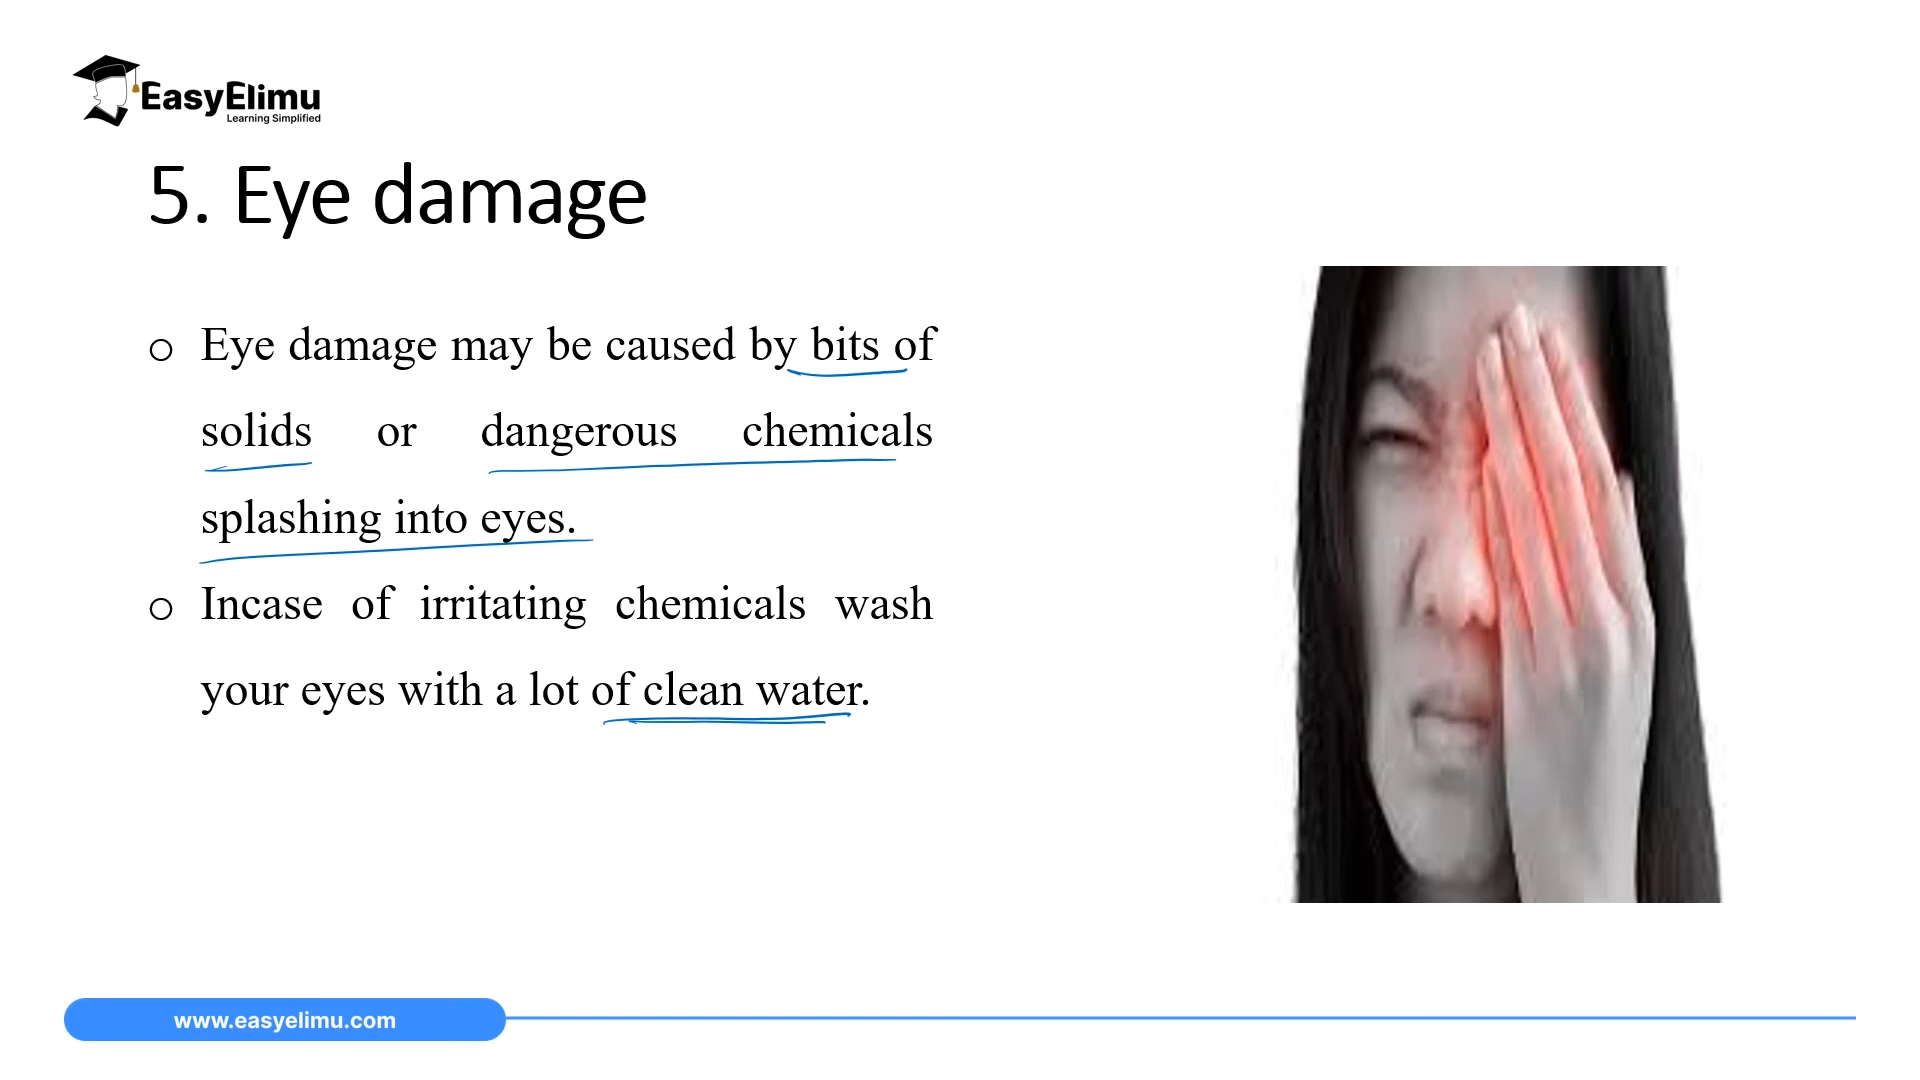 EasyElimu
Learning Simplified
5. Eye damage
o Eye damage may be caused by bits of
solids or dangerous chemicals
splashing into eyes.
o Incase of irritating chemicals wash
your eyes with a lot of clean water.
www.easyelimu.com